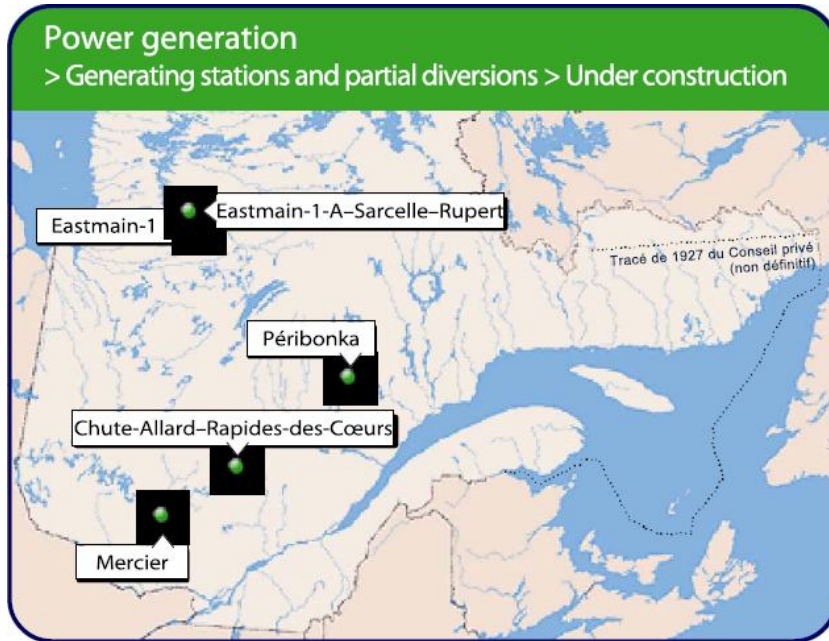 Power generation
> Generating stations and partial diversions > Under construction
Eastmain-1-A–Sarcelle–Rupert
Eastmain-1
Tracé de 1927 du Conseil privé
(non définitif)
Péribonka
Chute-Allard–Rapides-des-Cœurs
Mercier